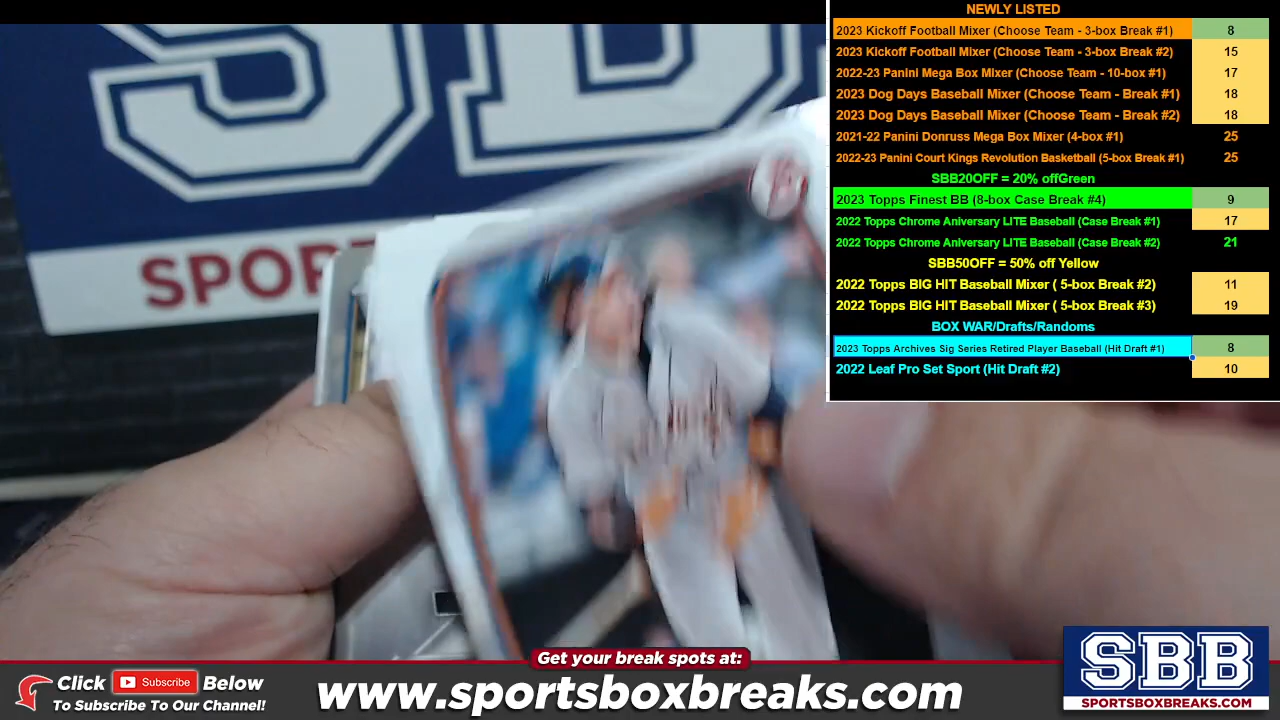 NEWLY LISTED
2023 Kickoff Football Mixer (Choose Team - 3-box Break #1) 8
2023 Kickoff Football Mixer (Choose Team - 3-box Break #2) 15
2022-23 Panini Mega Box Mixer (Choose Team - 10-box #1) 17
2023 Dog Days Baseball Mixer (Choose Team - Break #1) 18
2023 Dog Days Baseball Mixer (Choose Team - Break #2) 18
2021-22 Panini Donruss Mega Box Mixer (4-box #1) 25
2022-23 Panini Court Kings Revolution Basketball (5-box Break #1) 25
SBB20OFF = 20% offGreen
2023 Topps Finest BB (8-box Case Break #4) 9
2022 Topps Chrome Aniversary LITE Baseball (Case Break #1) 17
2022 Topps Chrome Aniversary LITE Baseball (Case Break #2) 21
SBB50OFF = 50% off Yellow
2022 Topps BIG HIT Baseball Mixer ( 5-box Break #2) 11
2022 Topps BIG HIT Baseball Mixer ( 5-box Break #3) 19
BOX WAR/Drafts/Randoms
2023 Topps Archives Sig Series Retired Player Baseball (Hit Draft #1) 8
2022 Leaf Pro Set Sport (Hit Draft #2) 10
SPOR
Get your break spots at:
Click Subscribe Below
To Subscribe To Our Channel!
www.sportsboxbreaks.com
SBB
SPORTSBOXBREAKS.COM